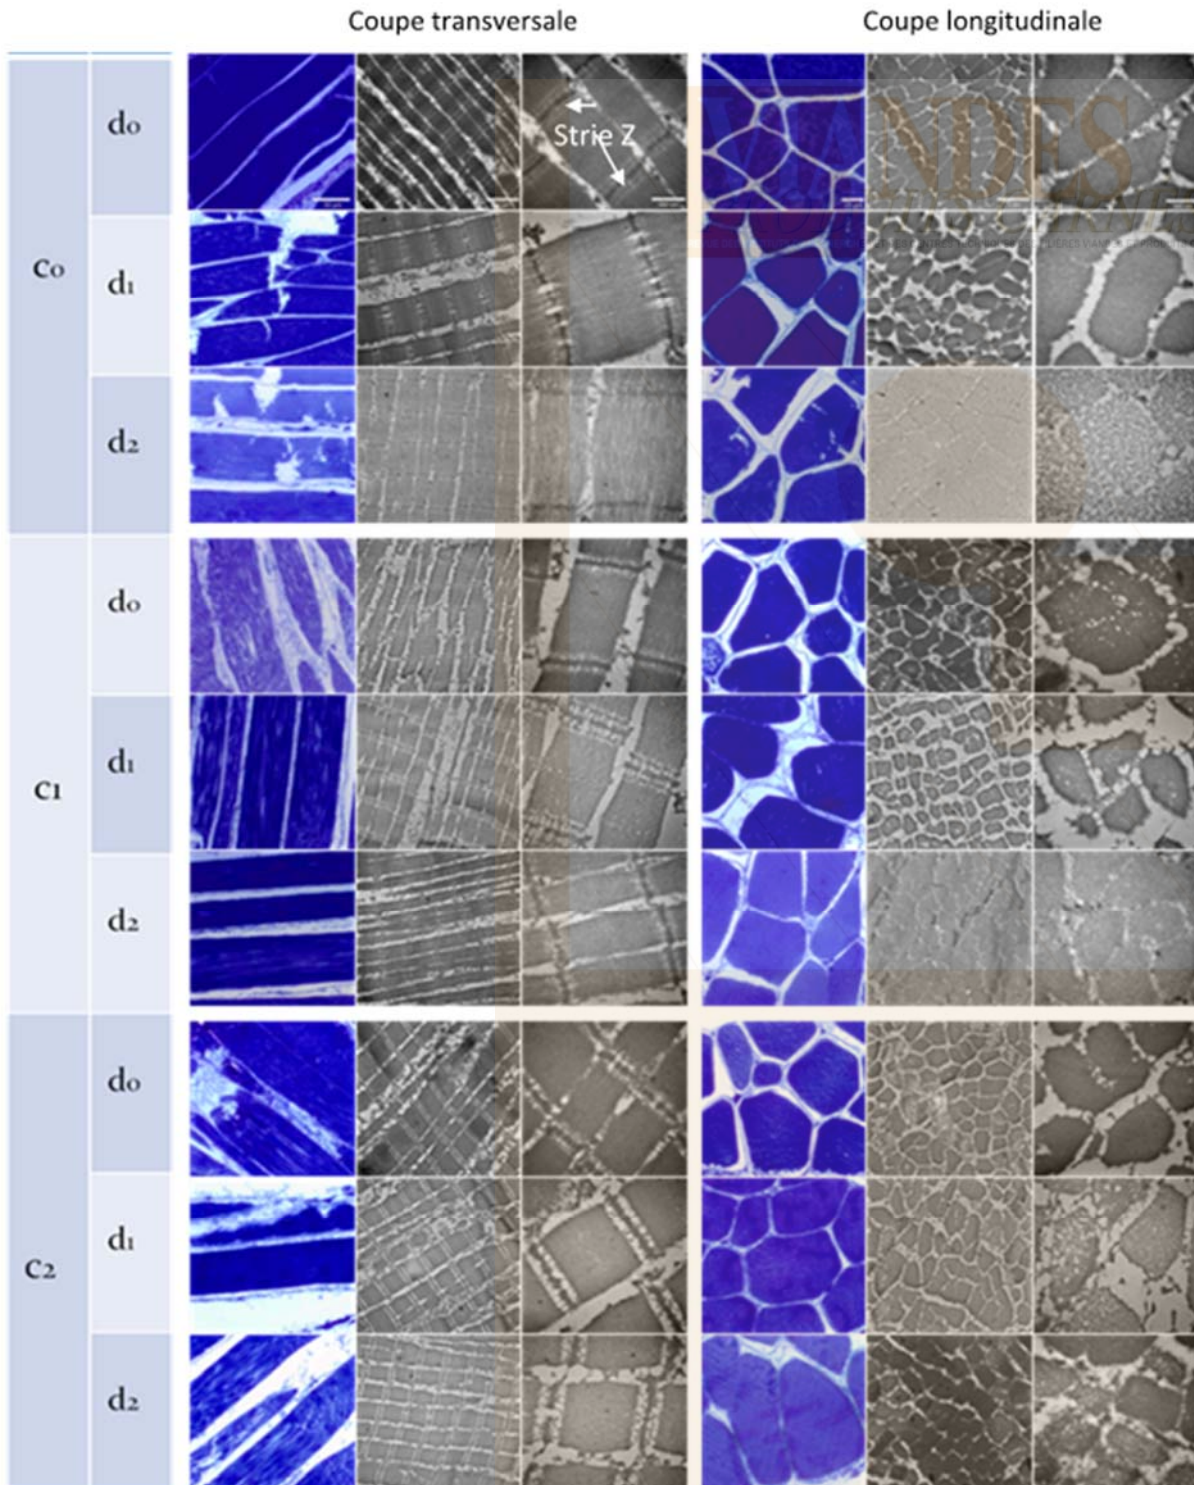 Coupe transversale
Coupe longitudinale
c0
d0
Strie Z
d1
d2
c1
d0
d1
d2
c2
d0
d1
d2